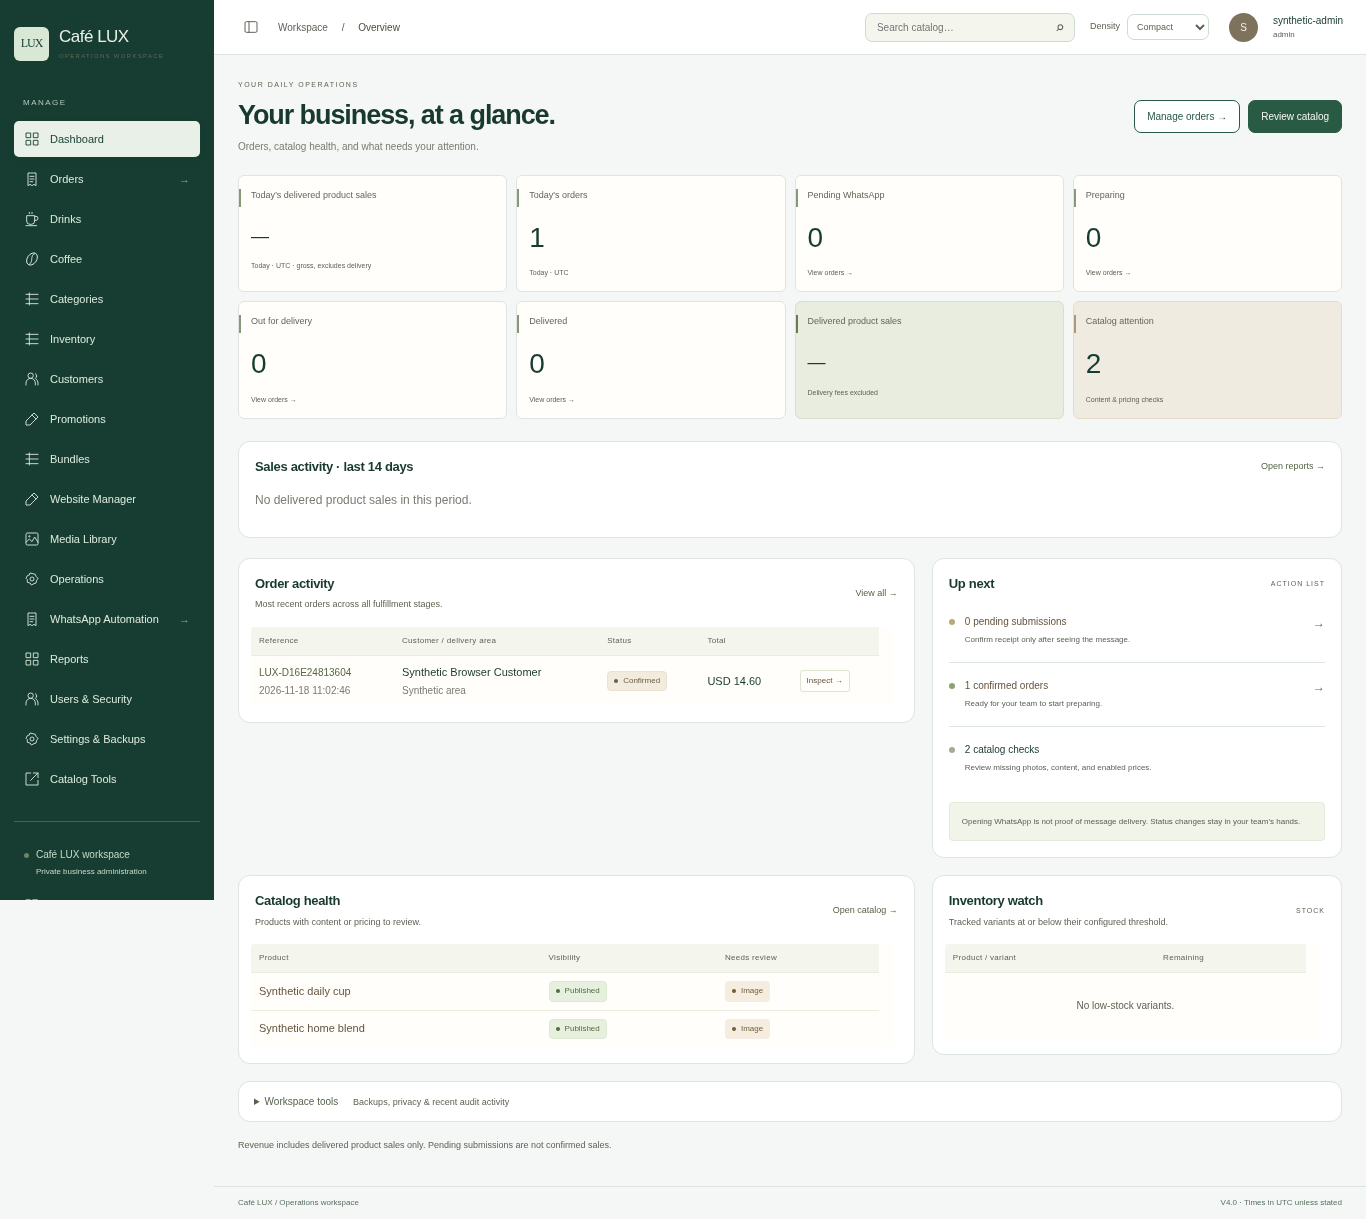 LUX
Café LUX
OPERATIONS WORKSPACE
MANAGE
Dashboard
Orders →
Drinks
Coffee
Categories
Inventory
Customers
Promotions
Bundles
Website Manager
Media Library
Operations
WhatsApp Automation →
Reports
Users & Security
Settings & Backups
Catalog Tools
Café LUX workspace
Private business administration
Workspace / Overview
Search catalog…
Density
Compact
S
synthetic-admin
admin
YOUR DAILY OPERATIONS
Your business, at a glance.
Orders, catalog health, and what needs your attention.
Manage orders →
Review catalog
Today's delivered product sales
—
Today · UTC · gross, excludes delivery
Today's orders
1
Today · UTC
Pending WhatsApp
0
View orders →
Preparing
0
View orders →
Out for delivery
0
View orders →
Delivered
0
View orders →
Delivered product sales
—
Delivery fees excluded
Catalog attention
2
Content & pricing checks
Sales activity · last 14 days
Open reports →
No delivered product sales in this period.
Order activity
Most recent orders across all fulfillment stages.
View all →
Reference Customer / delivery area Status Total
LUX-D16E24813604 Synthetic Browser Customer Confirmed USD 14.60 Inspect →
2026-11-18 11:02:46 Synthetic area
Up next
ACTION LIST
0 pending submissions →
Confirm receipt only after seeing the message.
1 confirmed orders →
Ready for your team to start preparing.
2 catalog checks
Review missing photos, content, and enabled prices.
Opening WhatsApp is not proof of message delivery. Status changes stay in your team's hands.
Catalog health
Products with content or pricing to review.
Open catalog →
Product Visibility Needs review
Synthetic daily cup Published Image
Synthetic home blend Published Image
Inventory watch
Tracked variants at or below their configured threshold.
STOCK
Product / variant Remaining
No low-stock variants.
Workspace tools Backups, privacy & recent audit activity
Revenue includes delivered product sales only. Pending submissions are not confirmed sales.
Café LUX / Operations workspace
V4.0 · Times in UTC unless stated